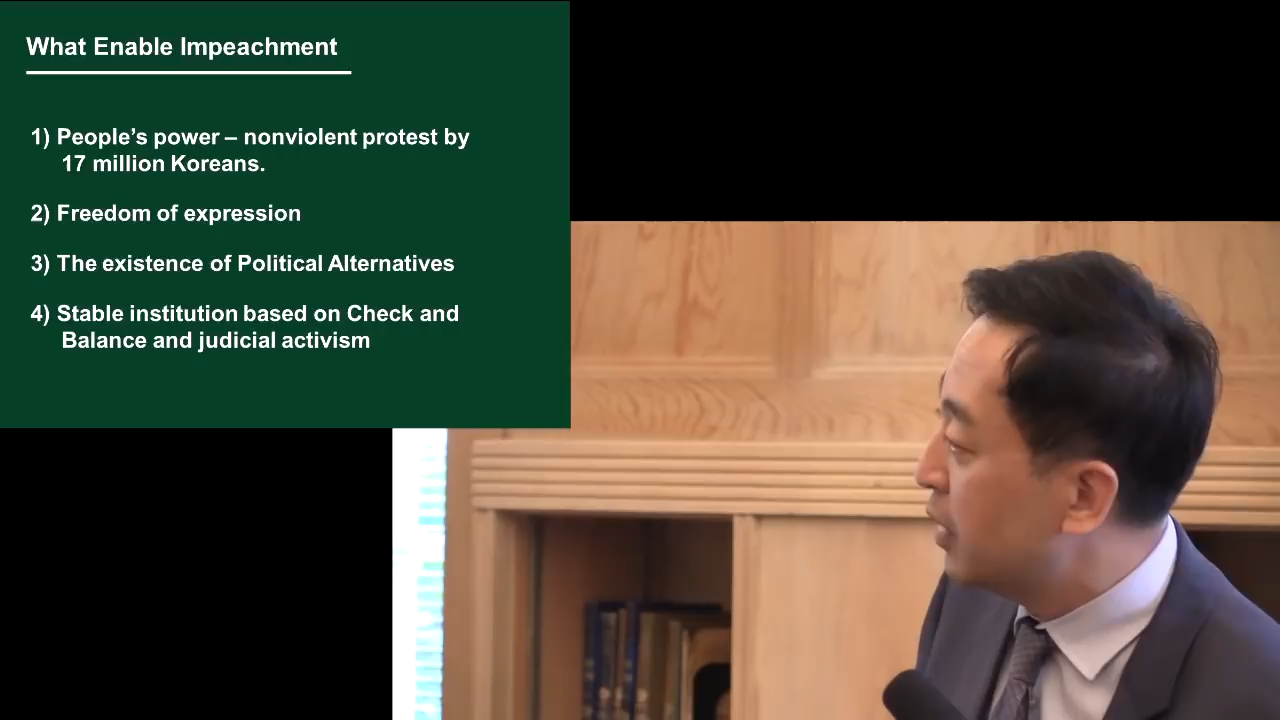 What Enable Impeachment
1) People’s power – nonviolent protest by
17 million Koreans.
2) Freedom of expression
3) The existence of Political Alternatives
4) Stable institution based on Check and
Balance and judicial activism